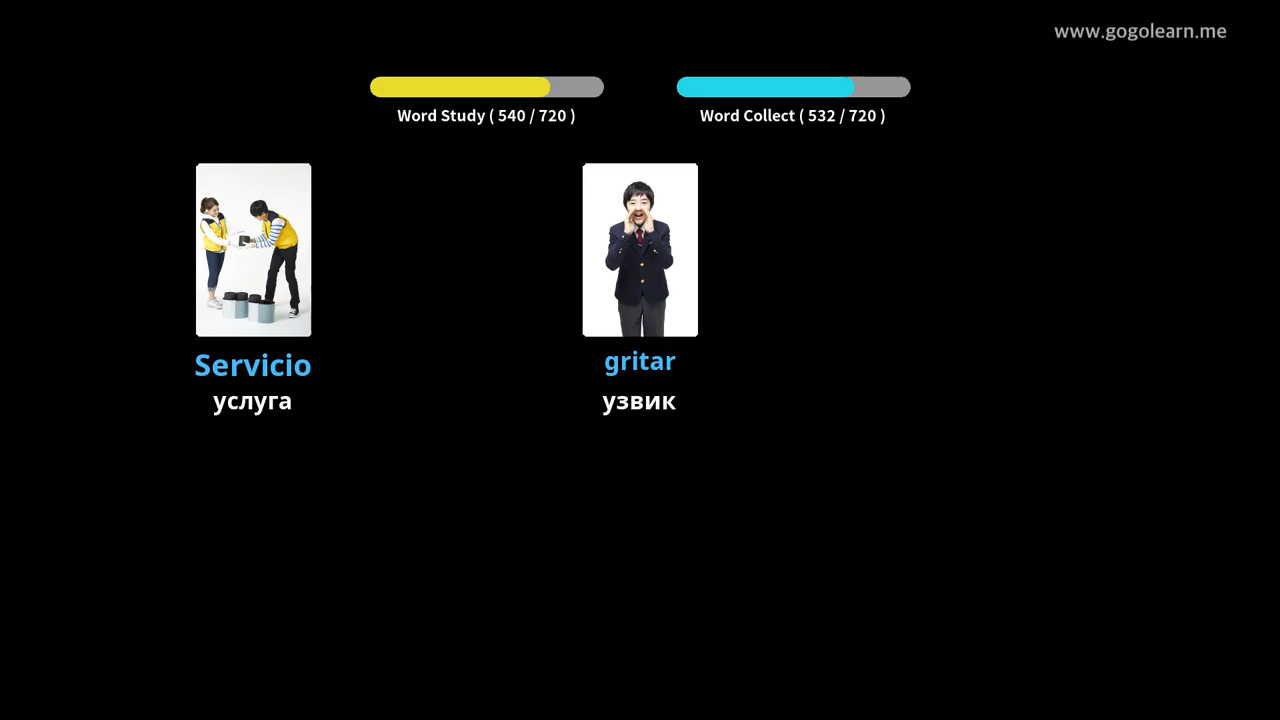 www.gogolearn.me
Word Study ( 540 / 720 )
Word Collect ( 532 / 720 )
Servicio
услуга
gritar
узвик